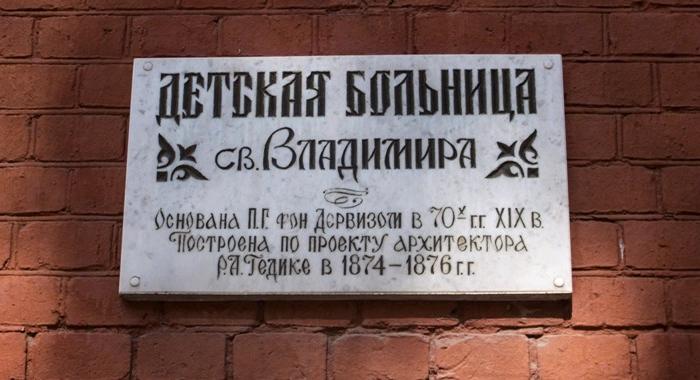 ДЕТСКАЯ БОЛЬНИЦА
СВ. ВЛАДИМИРА
ОСНОВАНА П.Г. ФОН ДЕРВИЗОМ В 70х ГГ. XIX В.
ПОСТРОЕНА ПО ПРОЕКТУ АРХИТЕКТОРА
Р.А. ГЕДИКЕ В 1874–1876 ГГ.